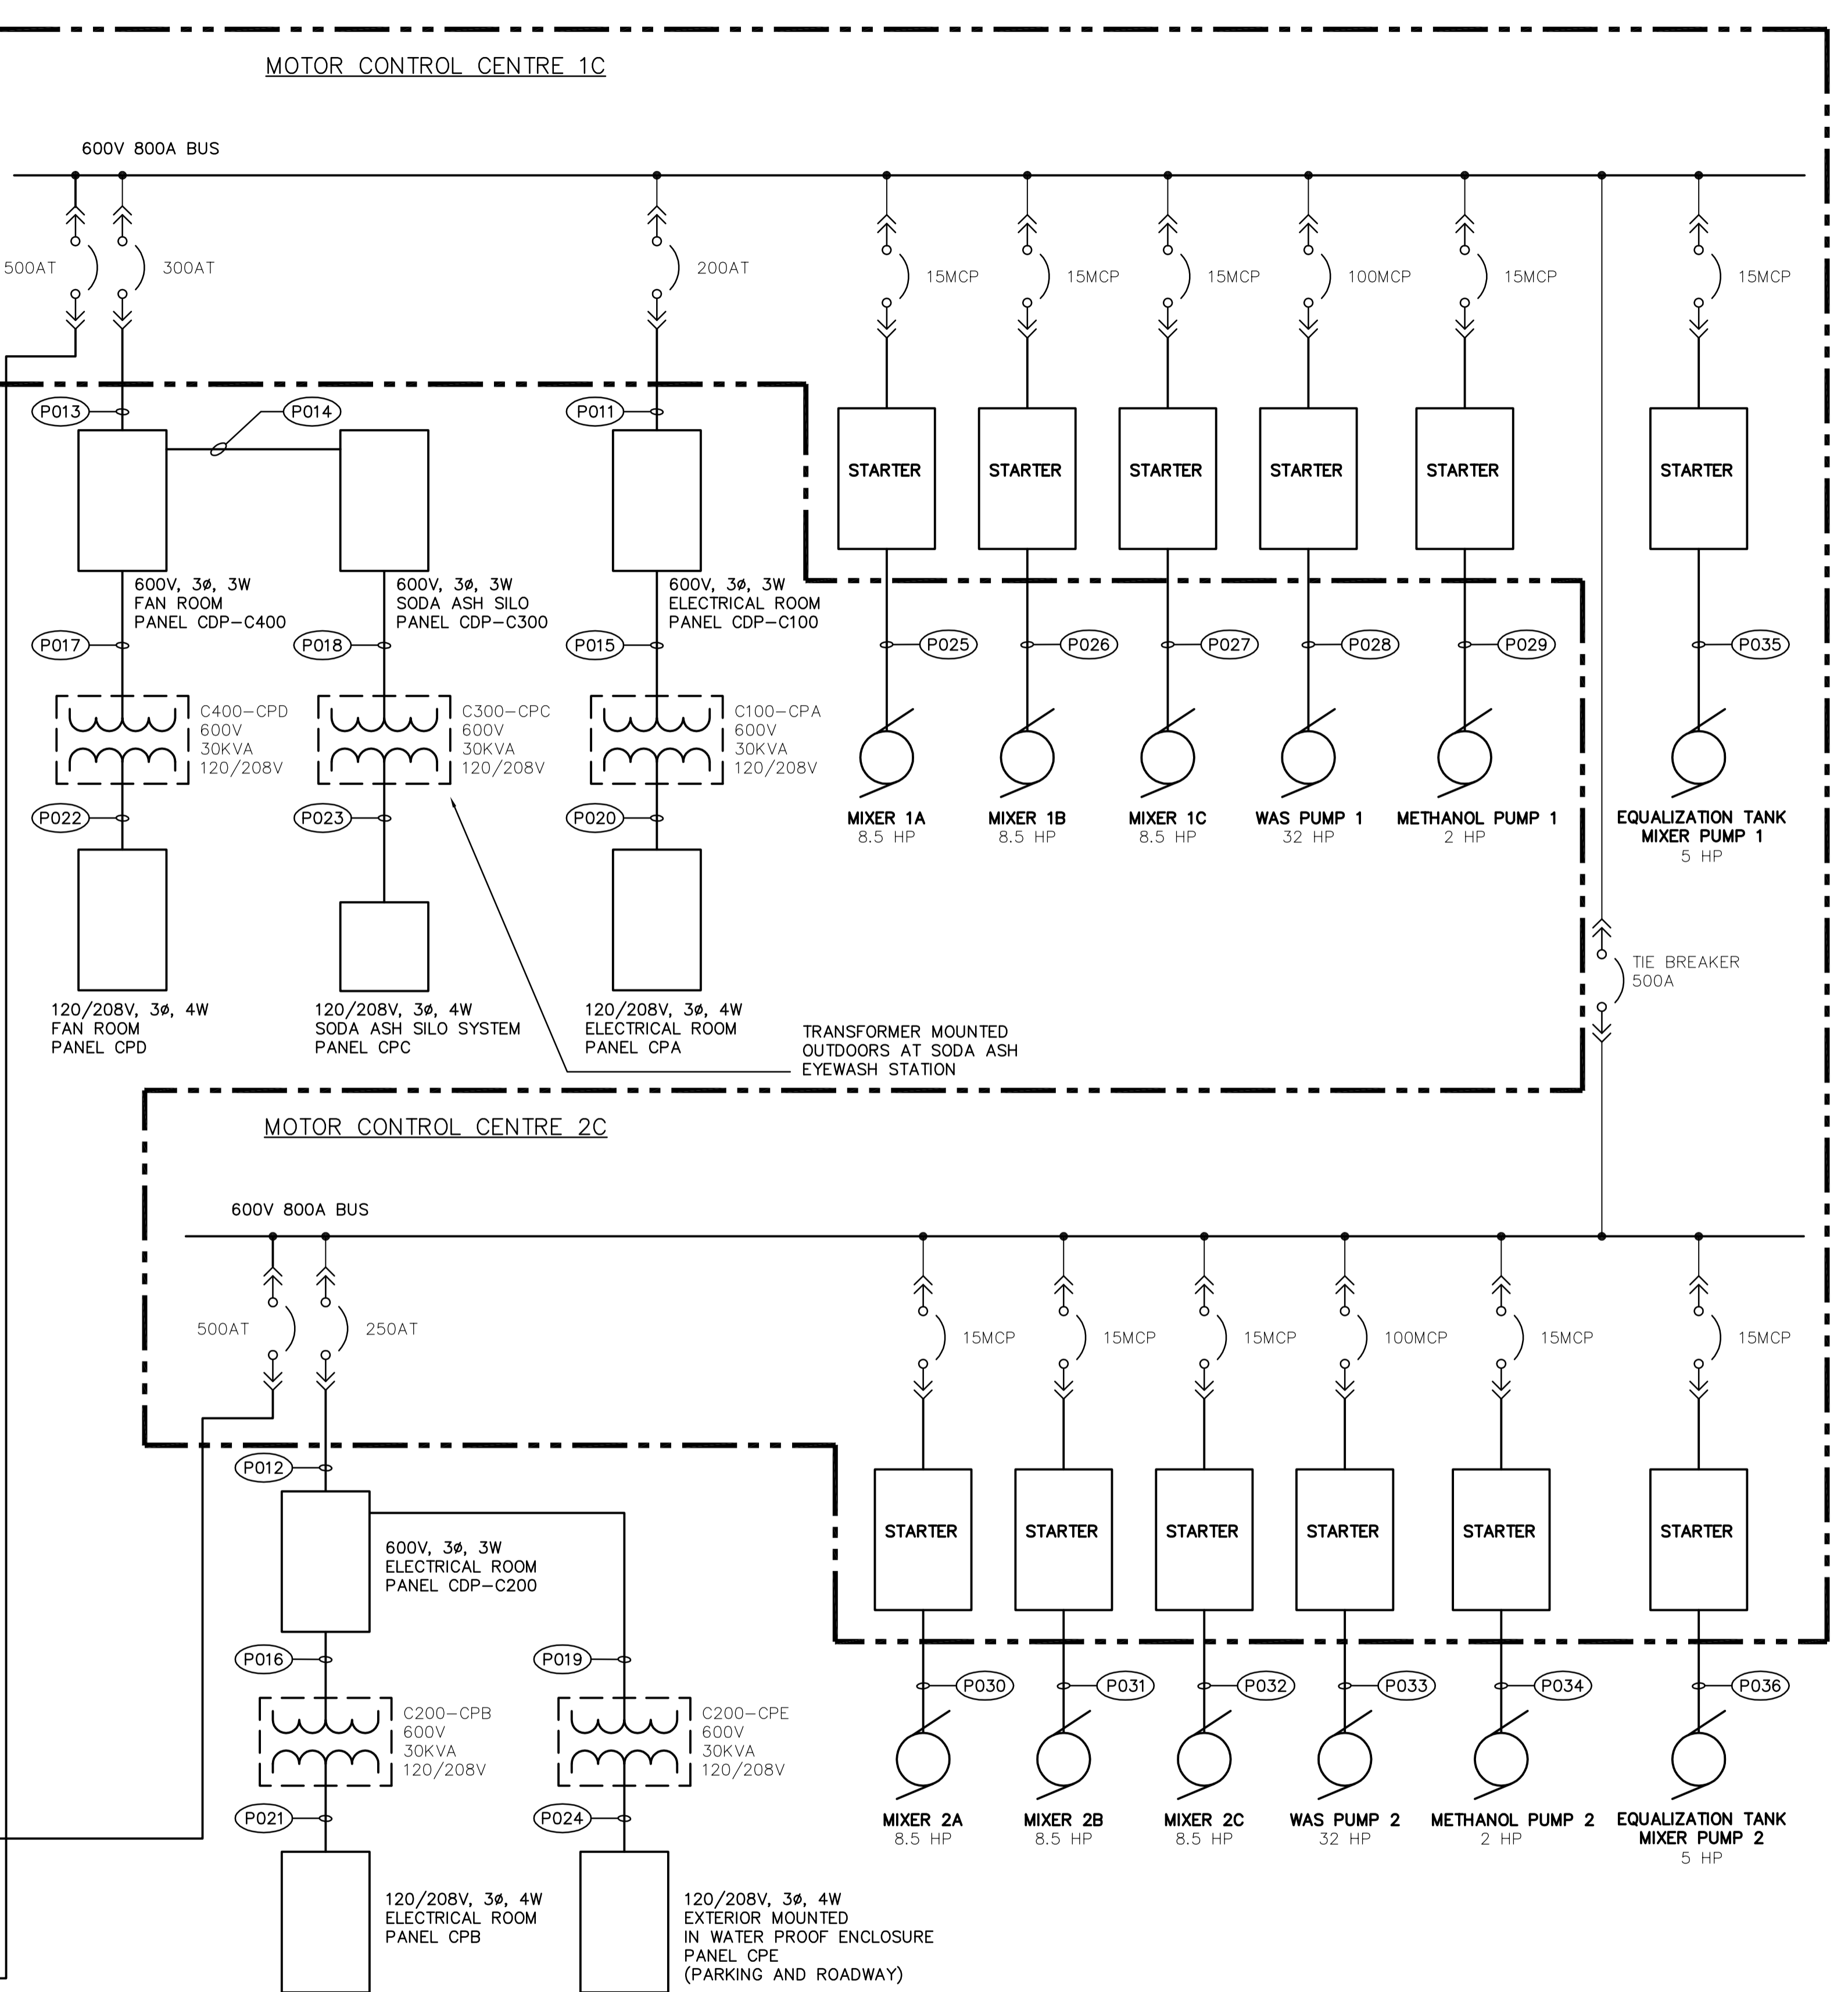 MOTOR CONTROL CENTRE 1C
600V 800A BUS
500AT
300AT
200AT
15MCP
15MCP
15MCP
100MCP
15MCP
15MCP
P013
P014
P011
STARTER
STARTER
STARTER
STARTER
STARTER
STARTER
600V, 3ø, 3W
FAN ROOM
PANEL CDP-C400
600V, 3ø, 3W
SODA ASH SILO
PANEL CDP-C300
600V, 3ø, 3W
ELECTRICAL ROOM
PANEL CDP-C100
P017
P018
P015
P025
P026
P027
P028
P029
P035
C400-CPD
600V
30KVA
120/208V
C300-CPC
600V
30KVA
120/208V
C100-CPA
600V
30KVA
120/208V
P022
P023
P020
MIXER 1A
8.5 HP
MIXER 1B
8.5 HP
MIXER 1C
8.5 HP
WAS PUMP 1
32 HP
METHANOL PUMP 1
2 HP
EQUALIZATION TANK
MIXER PUMP 1
5 HP
TIE BREAKER
500A
120/208V, 3ø, 4W
FAN ROOM
PANEL CPD
120/208V, 3ø, 4W
SODA ASH SILO SYSTEM
PANEL CPC
120/208V, 3ø, 4W
ELECTRICAL ROOM
PANEL CPA
TRANSFORMER MOUNTED
OUTDOORS AT SODA ASH
EYEWASH STATION
MOTOR CONTROL CENTRE 2C
600V 800A BUS
500AT
250AT
15MCP
15MCP
15MCP
100MCP
15MCP
15MCP
P012
600V, 3ø, 3W
ELECTRICAL ROOM
PANEL CDP-C200
STARTER
STARTER
STARTER
STARTER
STARTER
STARTER
P016
P019
P030
P031
P032
P033
P034
P036
C200-CPB
600V
30KVA
120/208V
C200-CPE
600V
30KVA
120/208V
P021
P024
MIXER 2A
8.5 HP
MIXER 2B
8.5 HP
MIXER 2C
8.5 HP
WAS PUMP 2
32 HP
METHANOL PUMP 2
2 HP
EQUALIZATION TANK
MIXER PUMP 2
5 HP
120/208V, 3ø, 4W
ELECTRICAL ROOM
PANEL CPB
120/208V, 3ø, 4W
EXTERIOR MOUNTED
IN WATER PROOF ENCLOSURE
PANEL CPE
(PARKING AND ROADWAY)